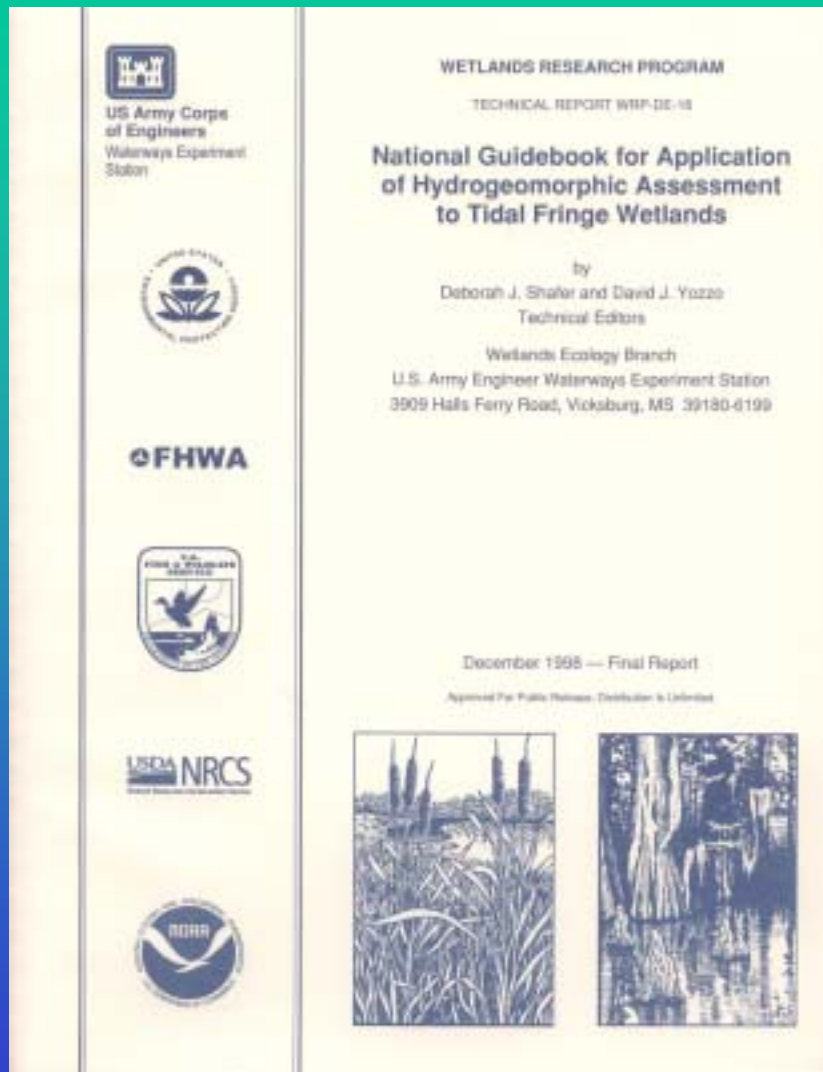 US Army Corps
of Engineers
Waterways Experiment
Station
FHWA
U.S.
FISH & WILDLIFE
SERVICE
USDA NRCS
NOAA
WETLANDS RESEARCH PROGRAM
TECHNICAL REPORT WRP-DE-16
National Guidebook for Application
of Hydrogeomorphic Assessment
to Tidal Fringe Wetlands
by
Deborah J. Shafer and David J. Yozzo
Technical Editors
Wetlands Ecology Branch
U.S. Army Engineer Waterways Experiment Station
3909 Halls Ferry Road, Vicksburg, MS 39180-6199
December 1998 — Final Report
Approved For Public Release; Distribution Is Unlimited